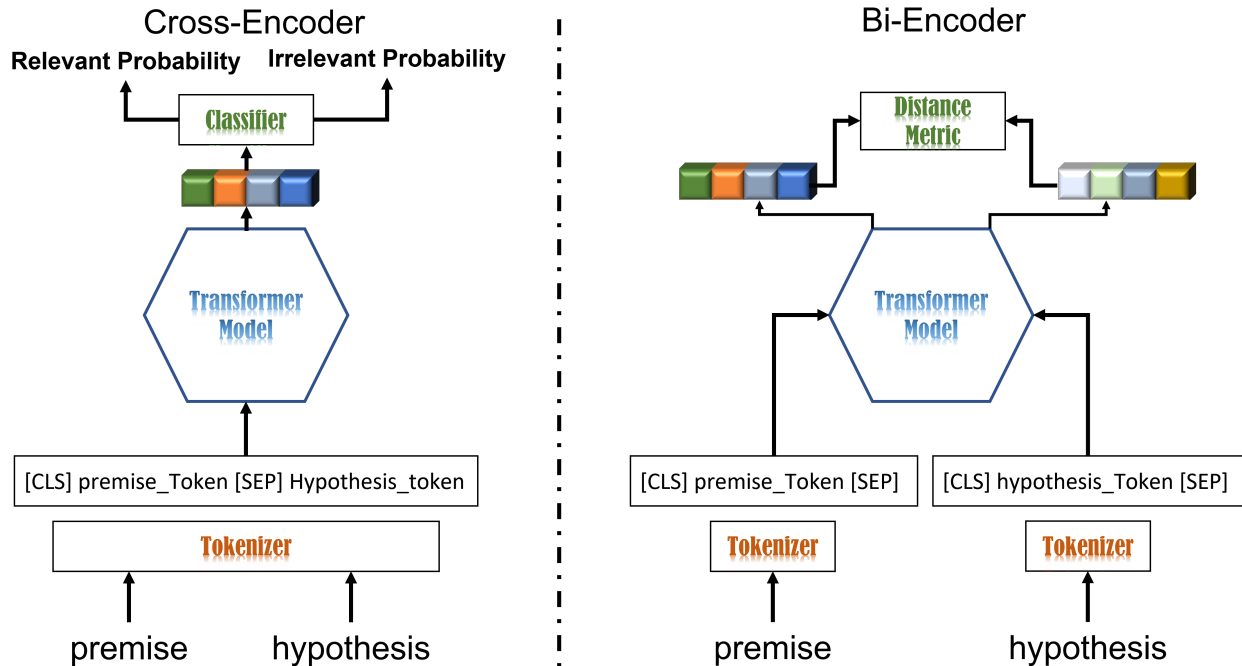 Cross-Encoder
Relevant Probability
Irrelevant Probability
Classifier
Transformer
Model
[CLS] premise_Token [SEP] Hypothesis_token
Tokenizer
premise
hypothesis
Bi-Encoder
Distance
Metric
Transformer
Model
[CLS] premise_Token [SEP]
[CLS] hypothesis_Token [SEP]
Tokenizer
Tokenizer
premise
hypothesis